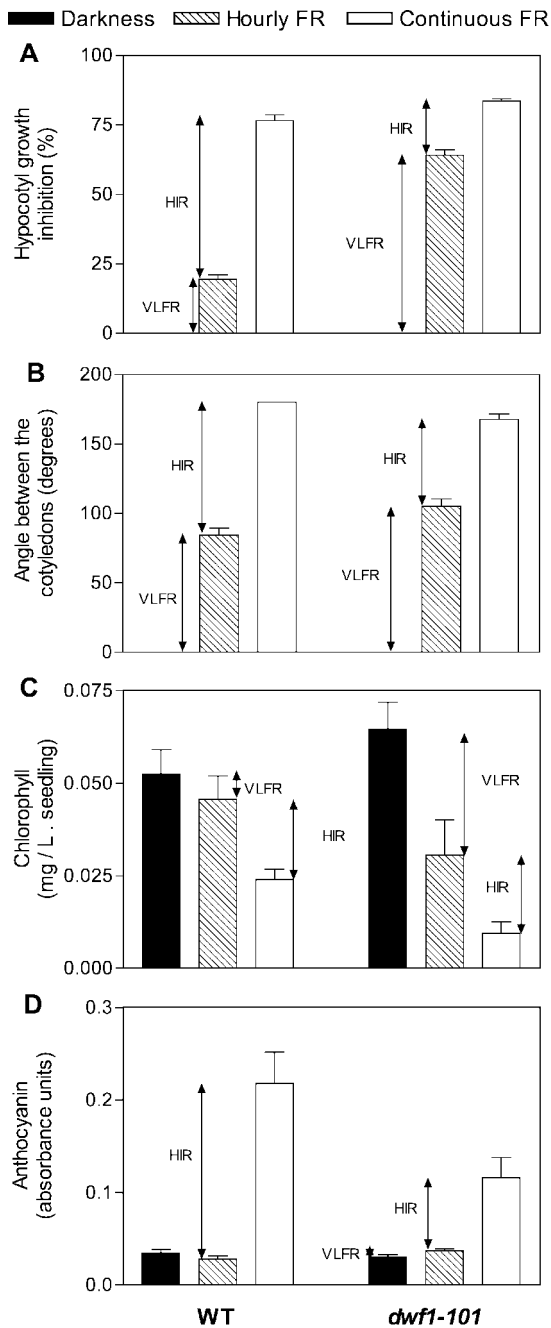 Darkness Hourly FR Continuous FR
A
Hypocotyl growth
inhibition (%)
100
75
50
25
0
HIR
VLFR
HIR
VLFR
B
Angle between the
cotyledons (degrees)
200
150
100
50
0
HIR
VLFR
HIR
VLFR
C
Chlorophyll
(mg / L . seedling)
0.075
0.050
0.025
0.000
VLFR
HIR
VLFR
HIR
D
Anthocyanin
(absorbance units)
0.3
0.2
0.1
0.0
HIR
VLFR
HIR
WT dwf1-101